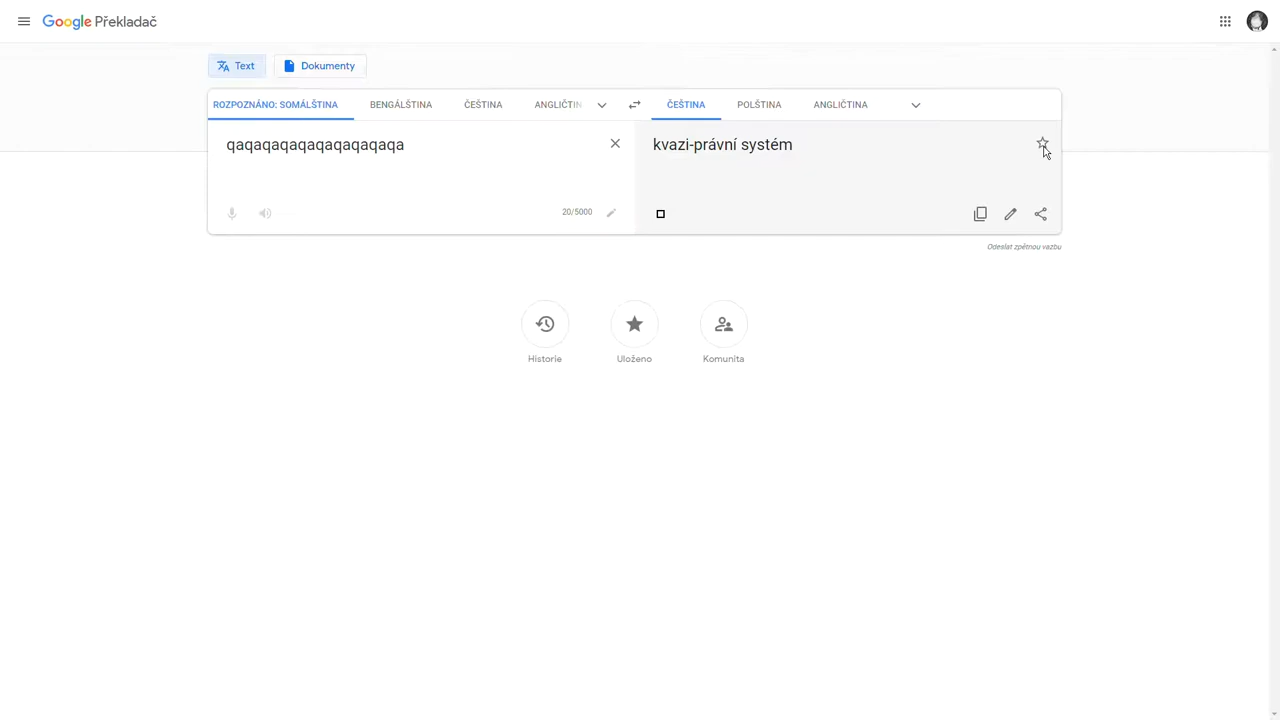 Google Překladač
Text
Dokumenty
ROZPOZNÁNO: SOMÁLŠTINA
BENGÁLŠTINA
ČEŠTINA
ANGLIČTIN
ČEŠTINA
POLŠTINA
ANGLIČTINA
qaqaqaqaqaqaqaqaqaqa
kvazi-právní systém
20/5000
Odeslat zpětnou vazbu
Historie
Uloženo
Komunita